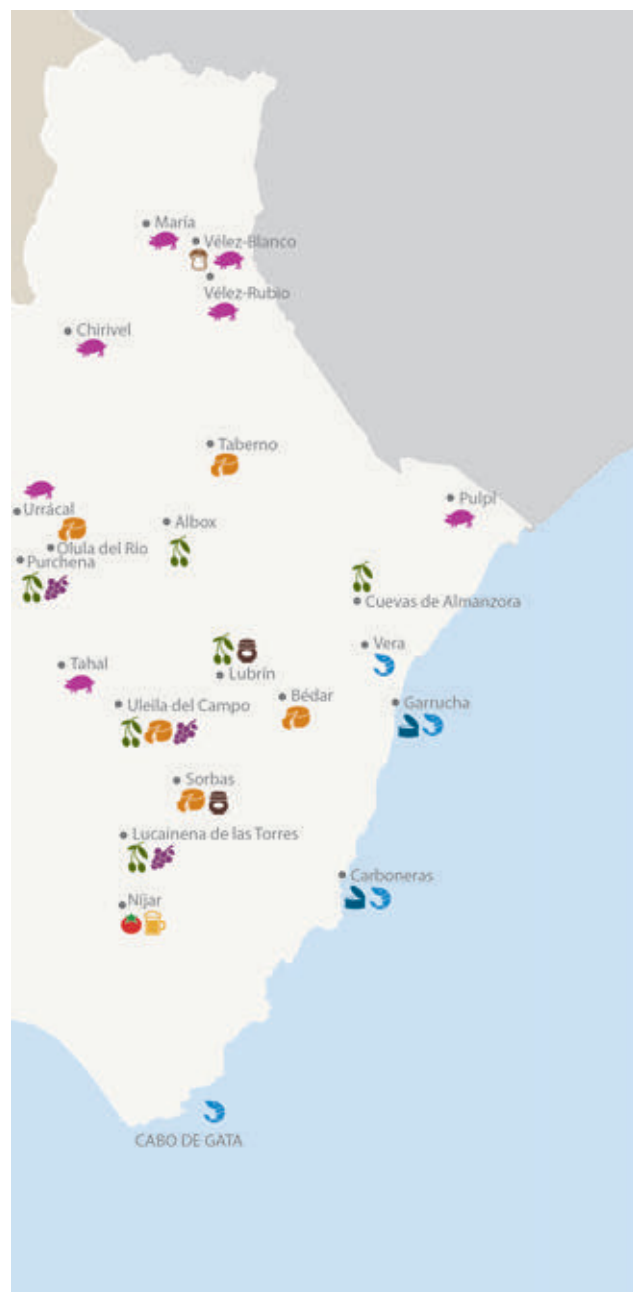 María
Vélez-Blanco
Vélez-Rubio
Chirivel
Taberno
Pulpí
Urrácal
Albox
Olula del Río
Purchena
Cuevas de Almanzora
Vera
Tahal
Lubrín
Bédar
Garrucha
Uleila del Campo
Sorbas
Lucainena de las Torres
Carboneras
Níjar
CABO DE GATA